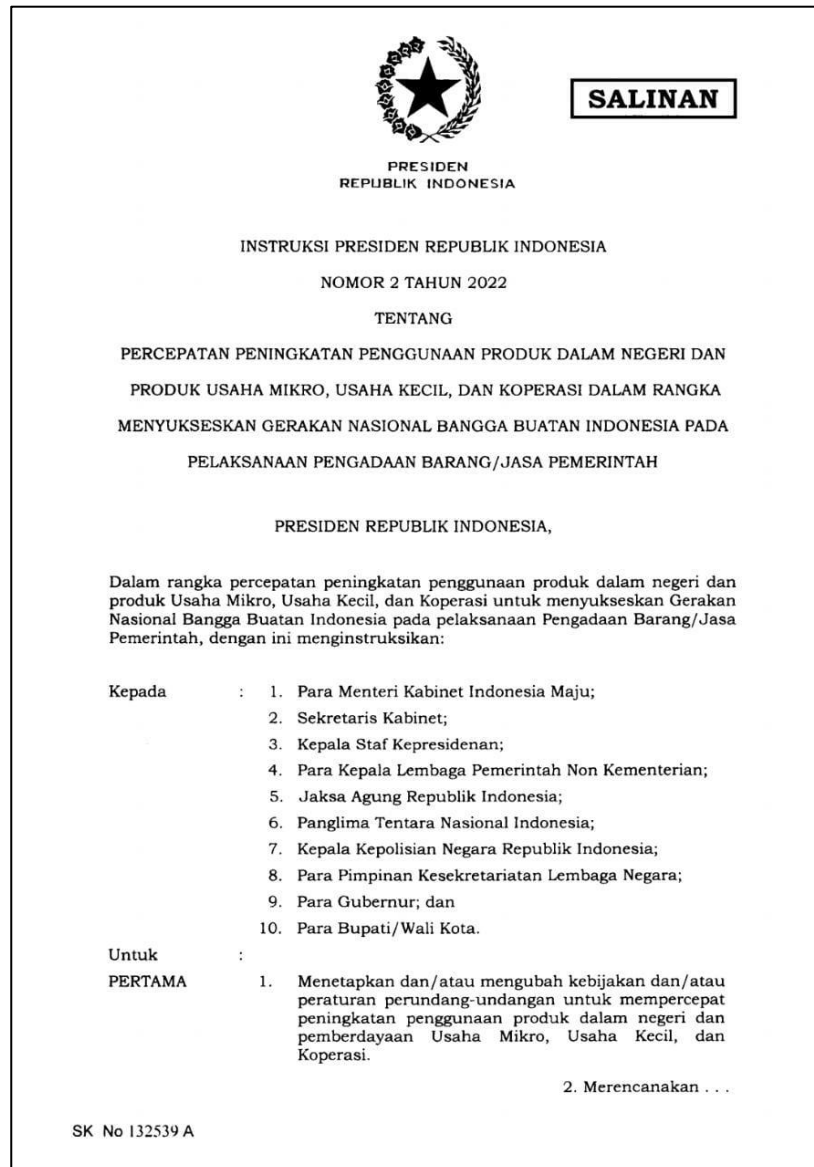 SALINAN
PRESIDEN
REPUBLIK INDONESIA
INSTRUKSI PRESIDEN REPUBLIK INDONESIA
NOMOR 2 TAHUN 2022
TENTANG
PERCEPATAN PENINGKATAN PENGGUNAAN PRODUK DALAM NEGERI DAN
PRODUK USAHA MIKRO, USAHA KECIL, DAN KOPERASI DALAM RANGKA
MENYUKSESKAN GERAKAN NASIONAL BANGGA BUATAN INDONESIA PADA
PELAKSANAAN PENGADAAN BARANG/JASA PEMERINTAH
PRESIDEN REPUBLIK INDONESIA,
Dalam rangka percepatan peningkatan penggunaan produk dalam negeri dan
produk Usaha Mikro, Usaha Kecil, dan Koperasi untuk menyukseskan Gerakan
Nasional Bangga Buatan Indonesia pada pelaksanaan Pengadaan Barang/Jasa
Pemerintah, dengan ini menginstruksikan:
Kepada : 1. Para Menteri Kabinet Indonesia Maju;
2. Sekretaris Kabinet;
3. Kepala Staf Kepresidenan;
4. Para Kepala Lembaga Pemerintah Non Kementerian;
5. Jaksa Agung Republik Indonesia;
6. Panglima Tentara Nasional Indonesia;
7. Kepala Kepolisian Negara Republik Indonesia;
8. Para Pimpinan Kesekretariatan Lembaga Negara;
9. Para Gubernur; dan
10. Para Bupati/Wali Kota.
Untuk :
PERTAMA 1. Menetapkan dan/atau mengubah kebijakan dan/atau
peraturan perundang-undangan untuk mempercepat
peningkatan penggunaan produk dalam negeri dan
pemberdayaan Usaha Mikro, Usaha Kecil, dan
Koperasi.
2. Merencanakan . . .
SK No 132539 A